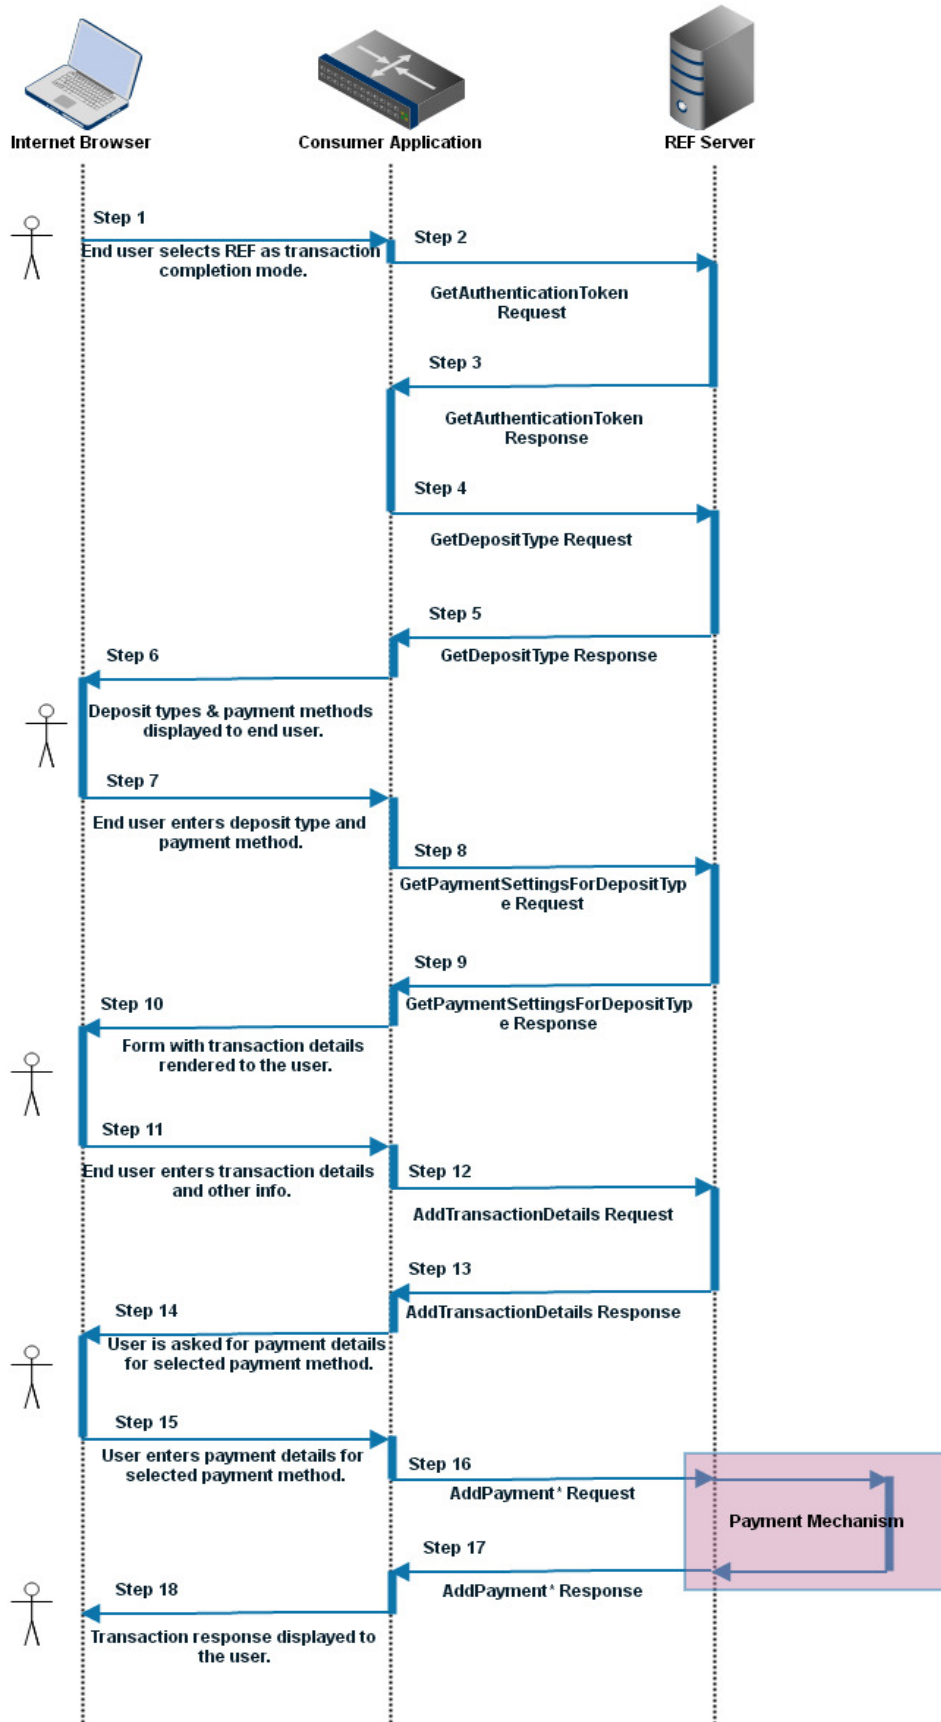 Internet Browser
Consumer Application
REF Server
Step 1
End user selects REF as transaction
completion mode.
Step 2
GetAuthenticationToken
Request
Step 3
GetAuthenticationToken
Response
Step 4
GetDepositType Request
Step 5
GetDepositType Response
Step 6
Deposit types & payment methods
displayed to end user.
Step 7
End user enters deposit type and
payment method.
Step 8
GetPaymentSettingsForDepositTyp
e Request
Step 9
GetPaymentSettingsForDepositTyp
e Response
Step 10
Form with transaction details
rendered to the user.
Step 11
End user enters transaction details
and other info.
Step 12
AddTransactionDetails Request
Step 13
AddTransactionDetails Response
Step 14
User is asked for payment details
for selected payment method.
Step 15
User enters payment details for
selected payment method.
Step 16
AddPayment* Request
Payment Mechanism
Step 17
AddPayment* Response
Step 18
Transaction response displayed to
the user.